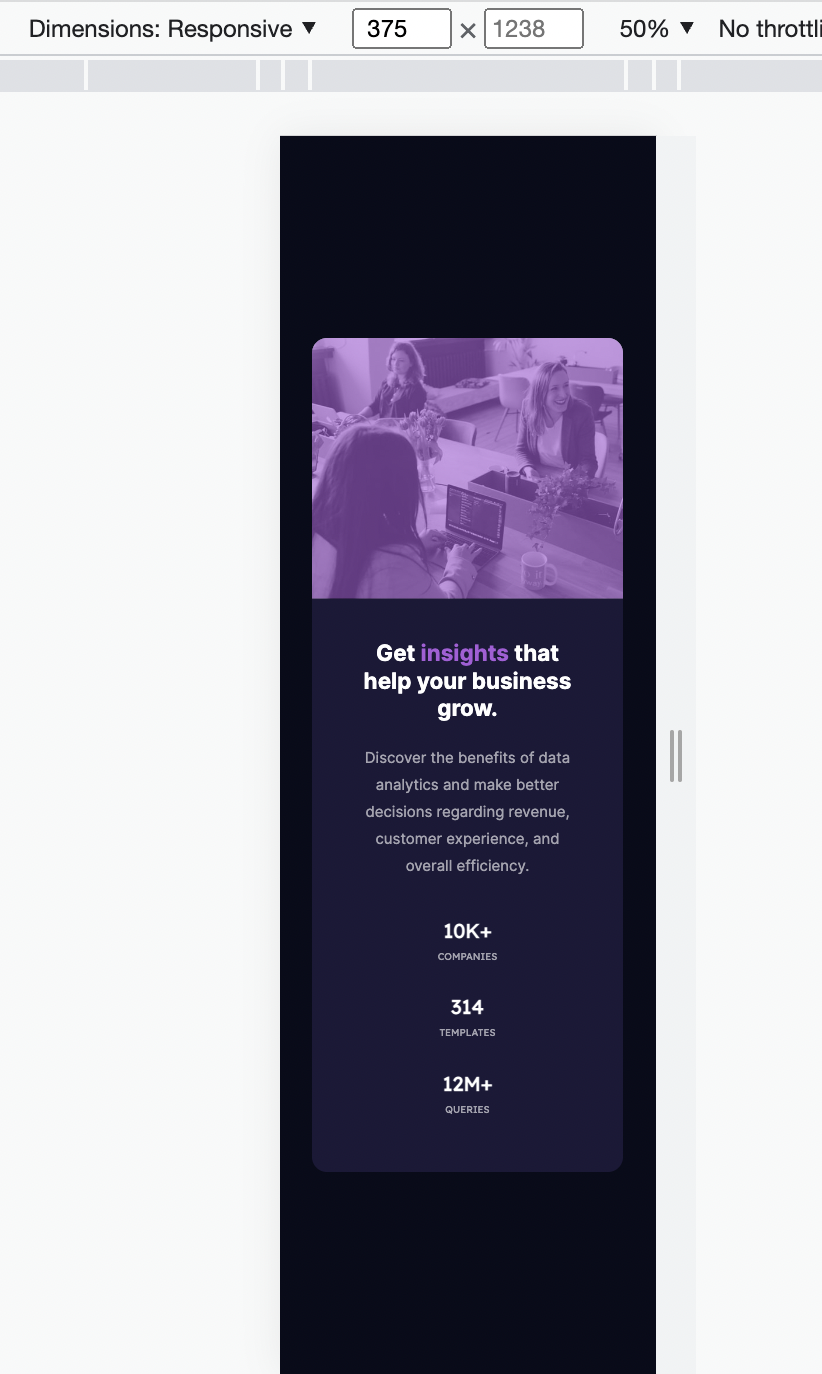 Dimensions: Responsive ▼ 375 × 1238 50% ▼ No throttli
Get insights that
help your business
grow.
Discover the benefits of data
analytics and make better
decisions regarding revenue,
customer experience, and
overall efficiency.
10K+
COMPANIES
314
TEMPLATES
12M+
QUERIES